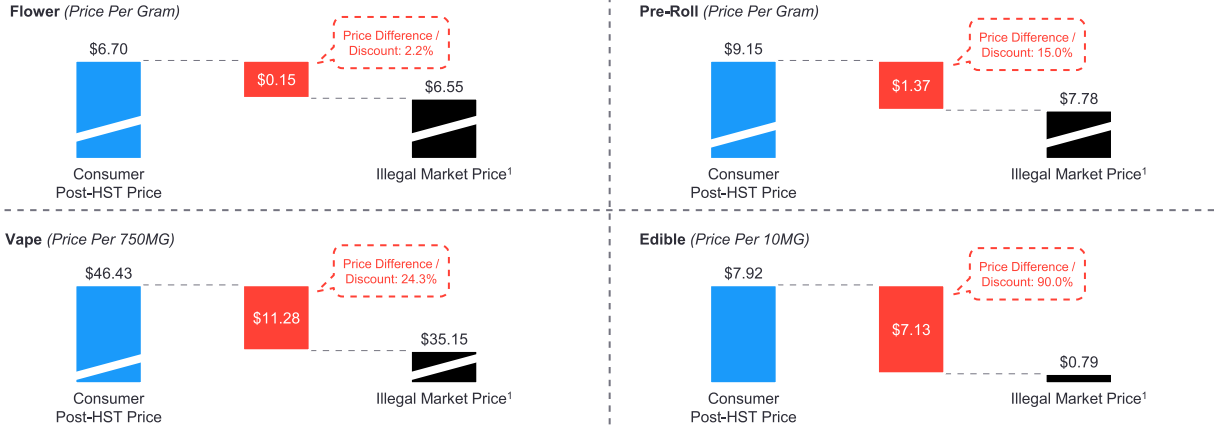 Flower (Price Per Gram)
Price Difference /
Discount: 2.2%
$6.70
$0.15
$6.55
Consumer
Post-HST Price
Illegal Market Price¹
Pre-Roll (Price Per Gram)
Price Difference /
Discount: 15.0%
$9.15
$1.37
$7.78
Consumer
Post-HST Price
Illegal Market Price¹
Vape (Price Per 750MG)
Price Difference /
Discount: 24.3%
$46.43
$11.28
$35.15
Consumer
Post-HST Price
Illegal Market Price¹
Edible (Price Per 10MG)
Price Difference /
Discount: 90.0%
$7.92
$7.13
$0.79
Consumer
Post-HST Price
Illegal Market Price¹